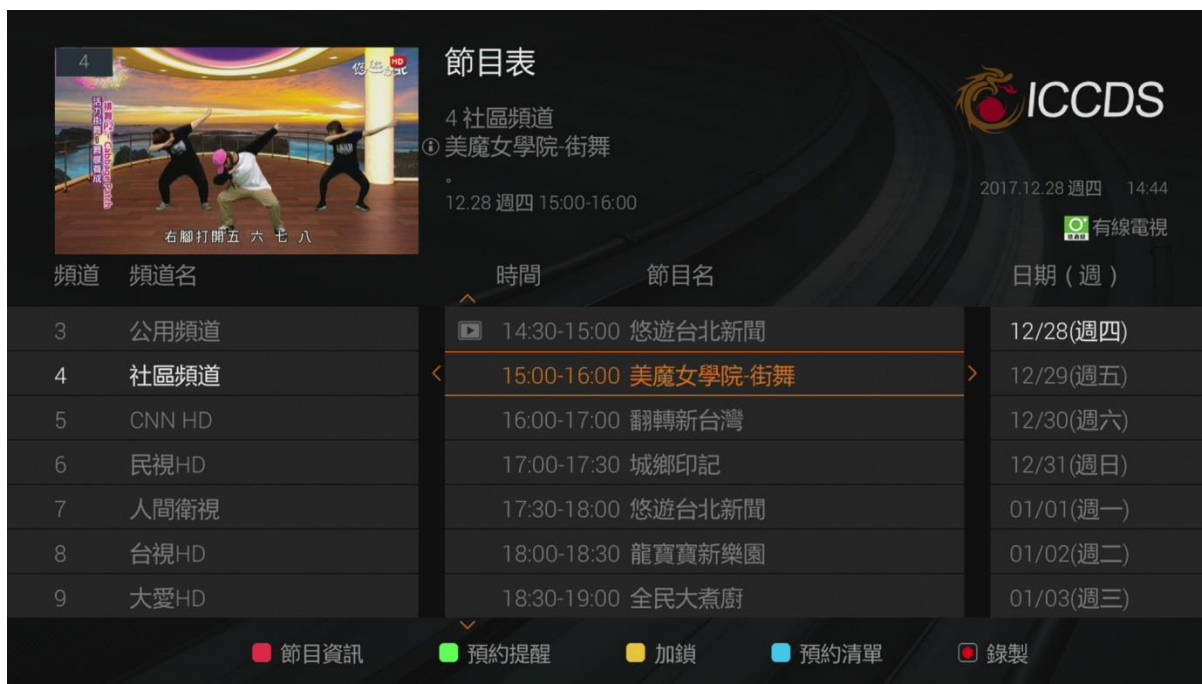 4
HD
右腳打開五 六 七 八
節目表
4 社區頻道
美魔女學院-街舞
。
12.28 週四 15:00-16:00
ICCDS
2017.12.28 週四 14:44
有線電視
頻道 頻道名 時間 節目名 日期（週）
3 公用頻道 14:30-15:00 悠遊台北新聞 12/28(週四)
4 社區頻道 15:00-16:00 美魔女學院-街舞 12/29(週五)
5 CNN HD 16:00-17:00 翻轉新台灣 12/30(週六)
6 民視HD 17:00-17:30 城鄉印記 12/31(週日)
7 人間衛視 17:30-18:00 悠遊台北新聞 01/01(週一)
8 台視HD 18:00-18:30 龍寶寶新樂園 01/02(週二)
9 大愛HD 18:30-19:00 全民大煮廚 01/03(週三)
節目資訊 預約提醒 加鎖 預約清單 錄製